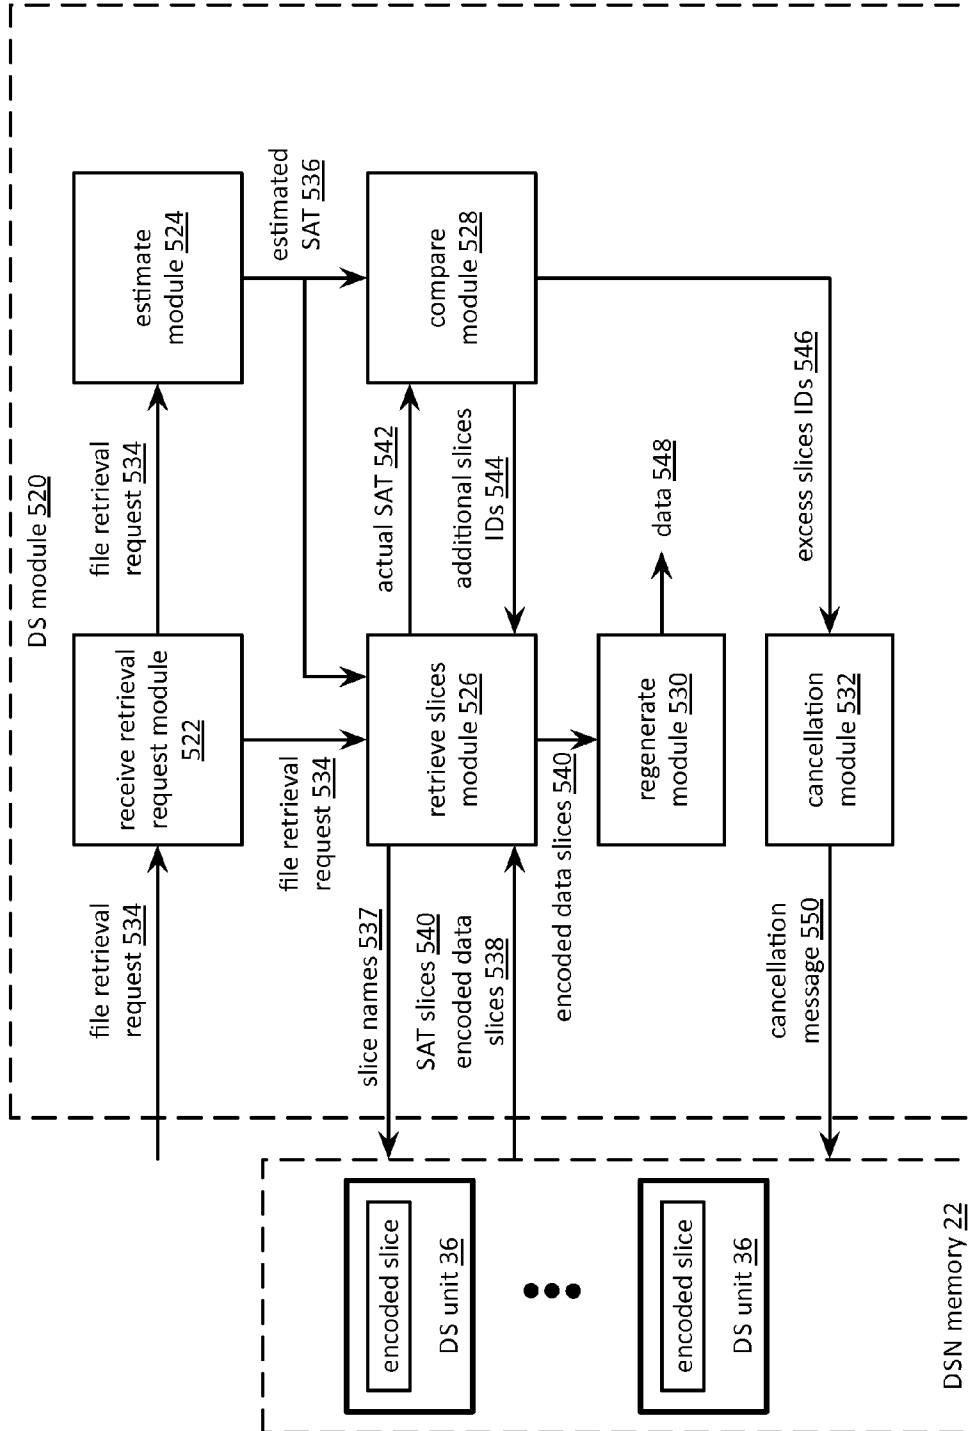 DS module 520
file retrieval
request 534
receive retrieval
request module
522
file retrieval
request 534
estimate
module 524
file retrieval
request 534
estimated
SAT 536
slice names 537
SAT slices 540
encoded data
slices 538
retrieve slices
module 526
actual SAT 542
additional slices
IDs 544
compare
module 528
encoded data slices 540
regenerate
module 530
data 548
excess slices IDs 546
cancellation
message 550
cancellation
module 532
encoded slice
DS unit 36
encoded slice
DS unit 36
DSN memory 22